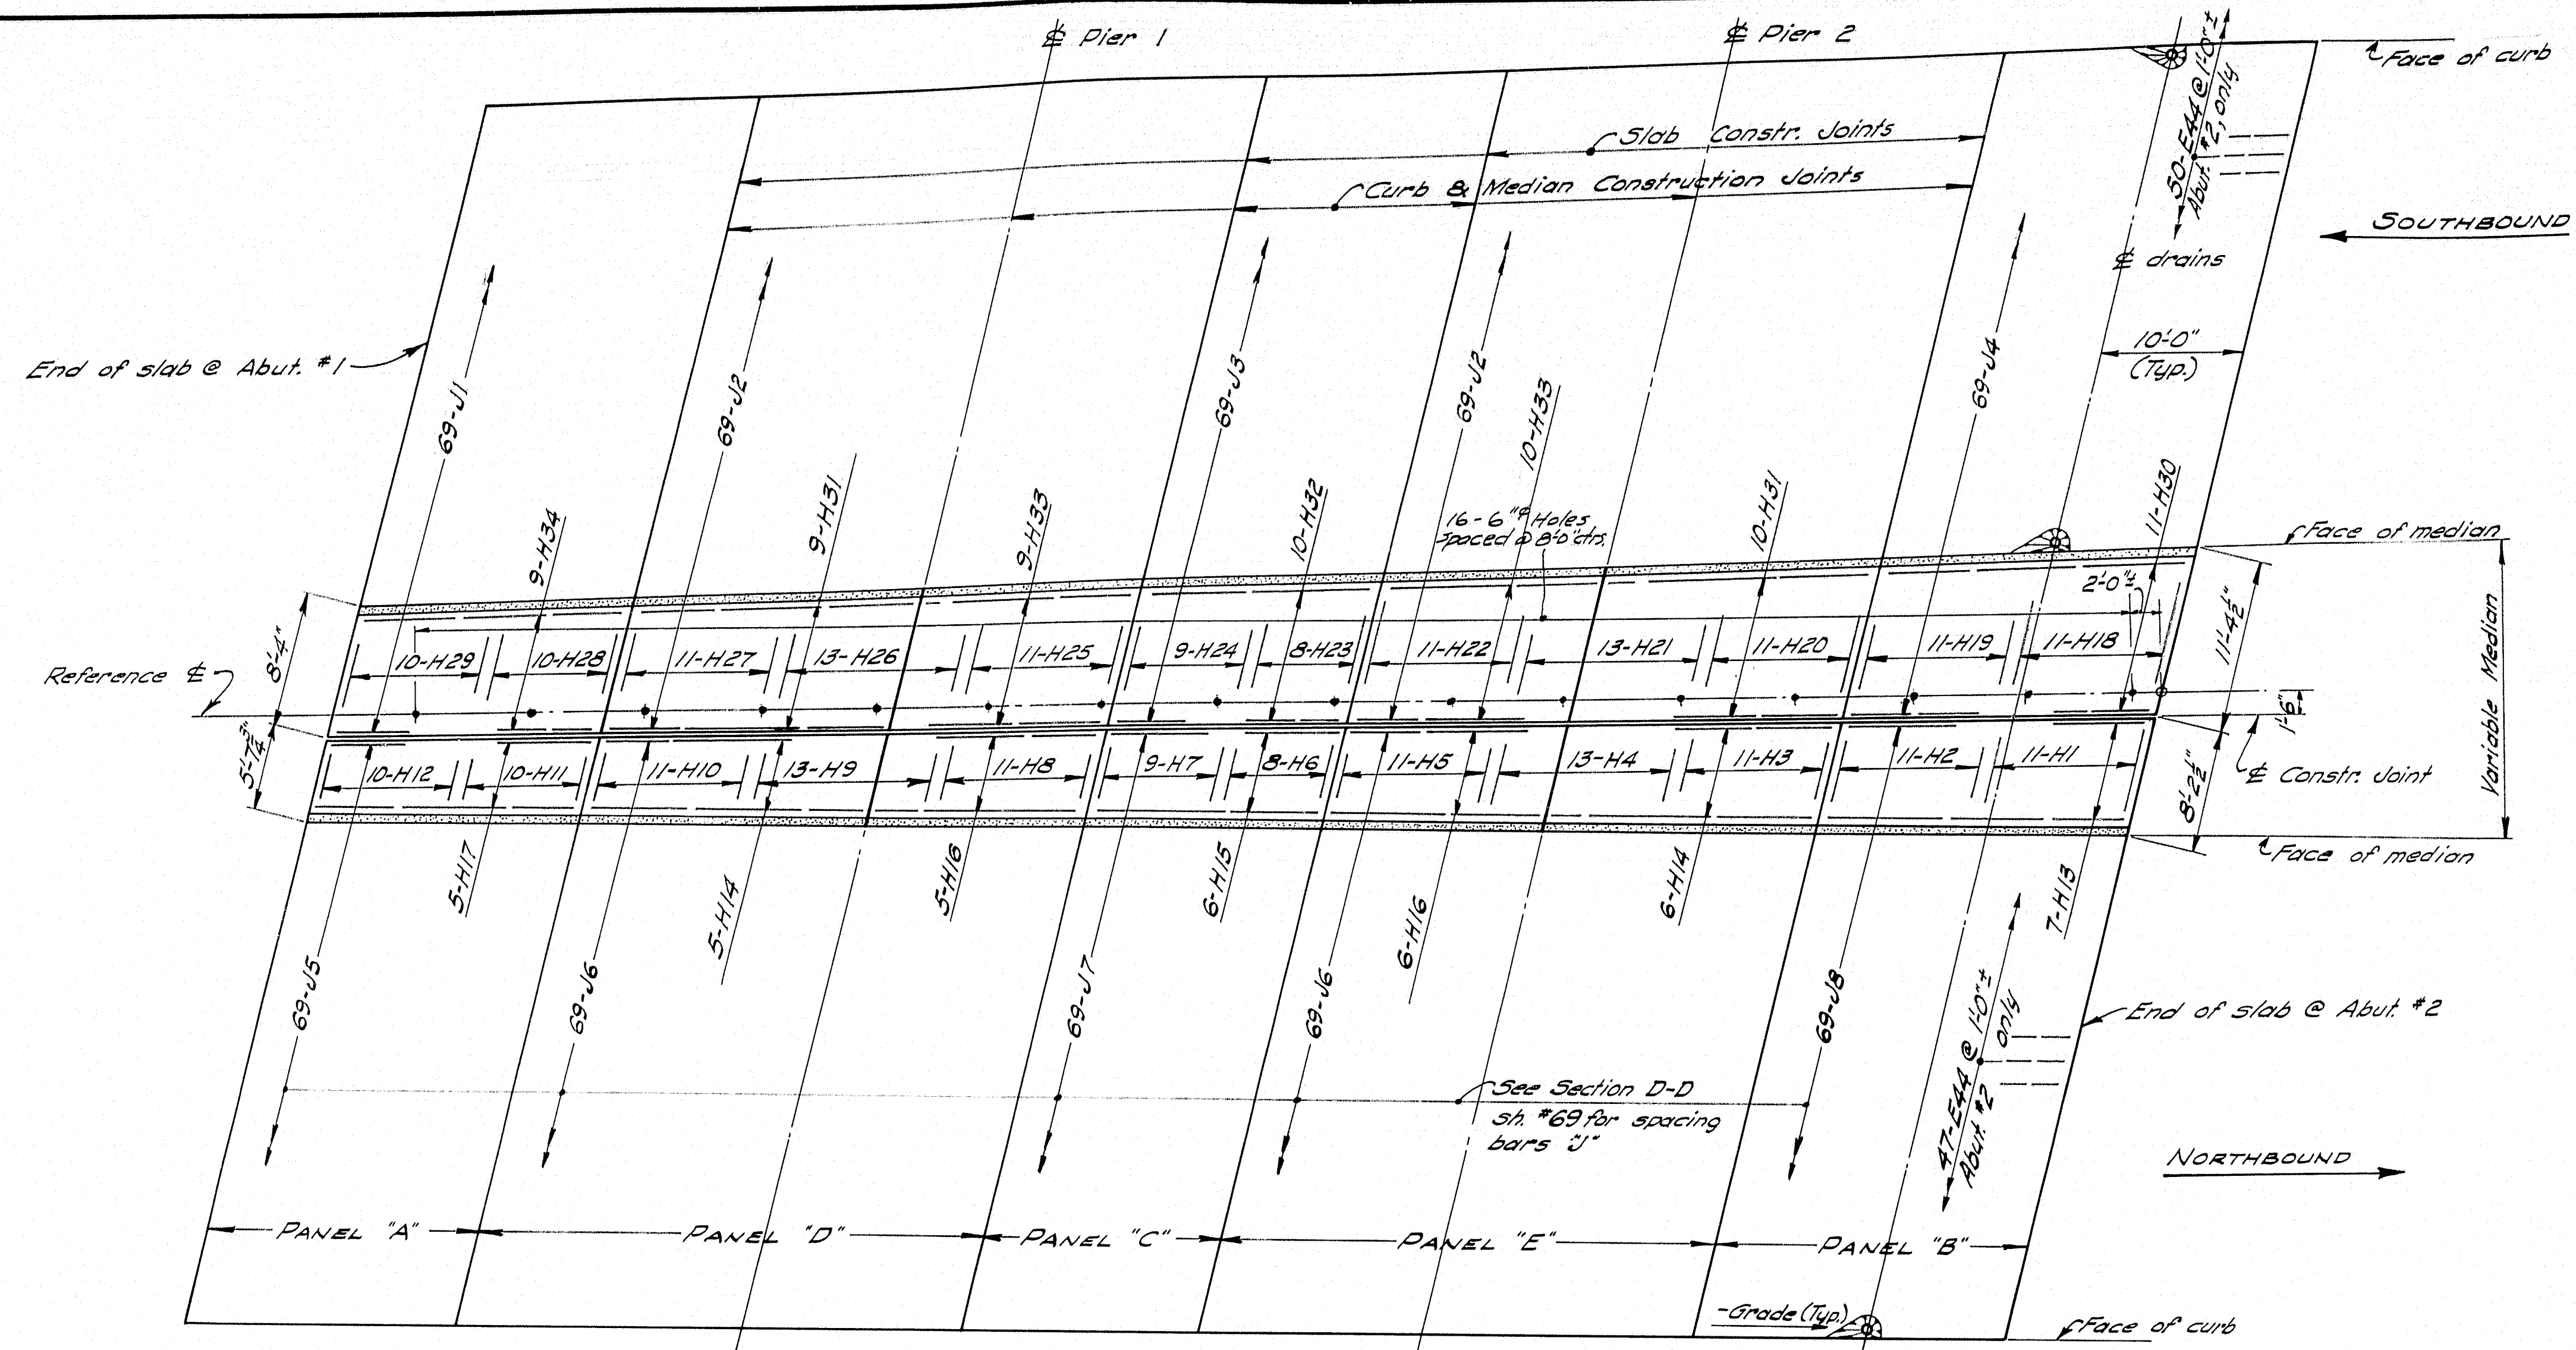 ℄ Pier 1
℄ Pier 2
Face of curb
50-E44 @ 1'-0"±
Abut. #2, only
Slab Constr. Joints
Curb & Median Construction Joints
SOUTHBOUND
℄ drains
10'-0"
(Typ.)
End of slab @ Abut. #1
69-J1
69-J2
69-J3
69-J2
69-J4
9-H34
9-H31
9-H33
10-H32
10-H33
10-H31
11-H30
16-6"φ Holes
spaced @ 8'-0" ctrs.
Face of median
2'-0"±
8'-4"
Reference ℄
10-H29
10-H28
11-H27
13-H26
11-H25
9-H24
8-H23
11-H22
13-H21
11-H20
11-H19
11-H18
11'-4½"
Variable Median
1'-6"
5'-7¾"
10-H12
10-H11
11-H10
13-H9
11-H8
9-H7
8-H6
11-H5
13-H4
11-H3
11-H2
11-H1
℄ Constr. Joint
8'-2½"
Face of median
5-H17
5-H14
5-H16
6-H15
6-H16
6-H14
7-H13
69-J5
69-J6
69-J7
69-J6
69-J8
47-E44 @ 1'-0"±
Abut. #2 only
End of slab @ Abut. #2
See Section D-D
sh. #69 for spacing
bars "J"
NORTHBOUND
PANEL "A"
PANEL "D"
PANEL "C"
PANEL "E"
PANEL "B"
Grade (Typ.)
Face of curb